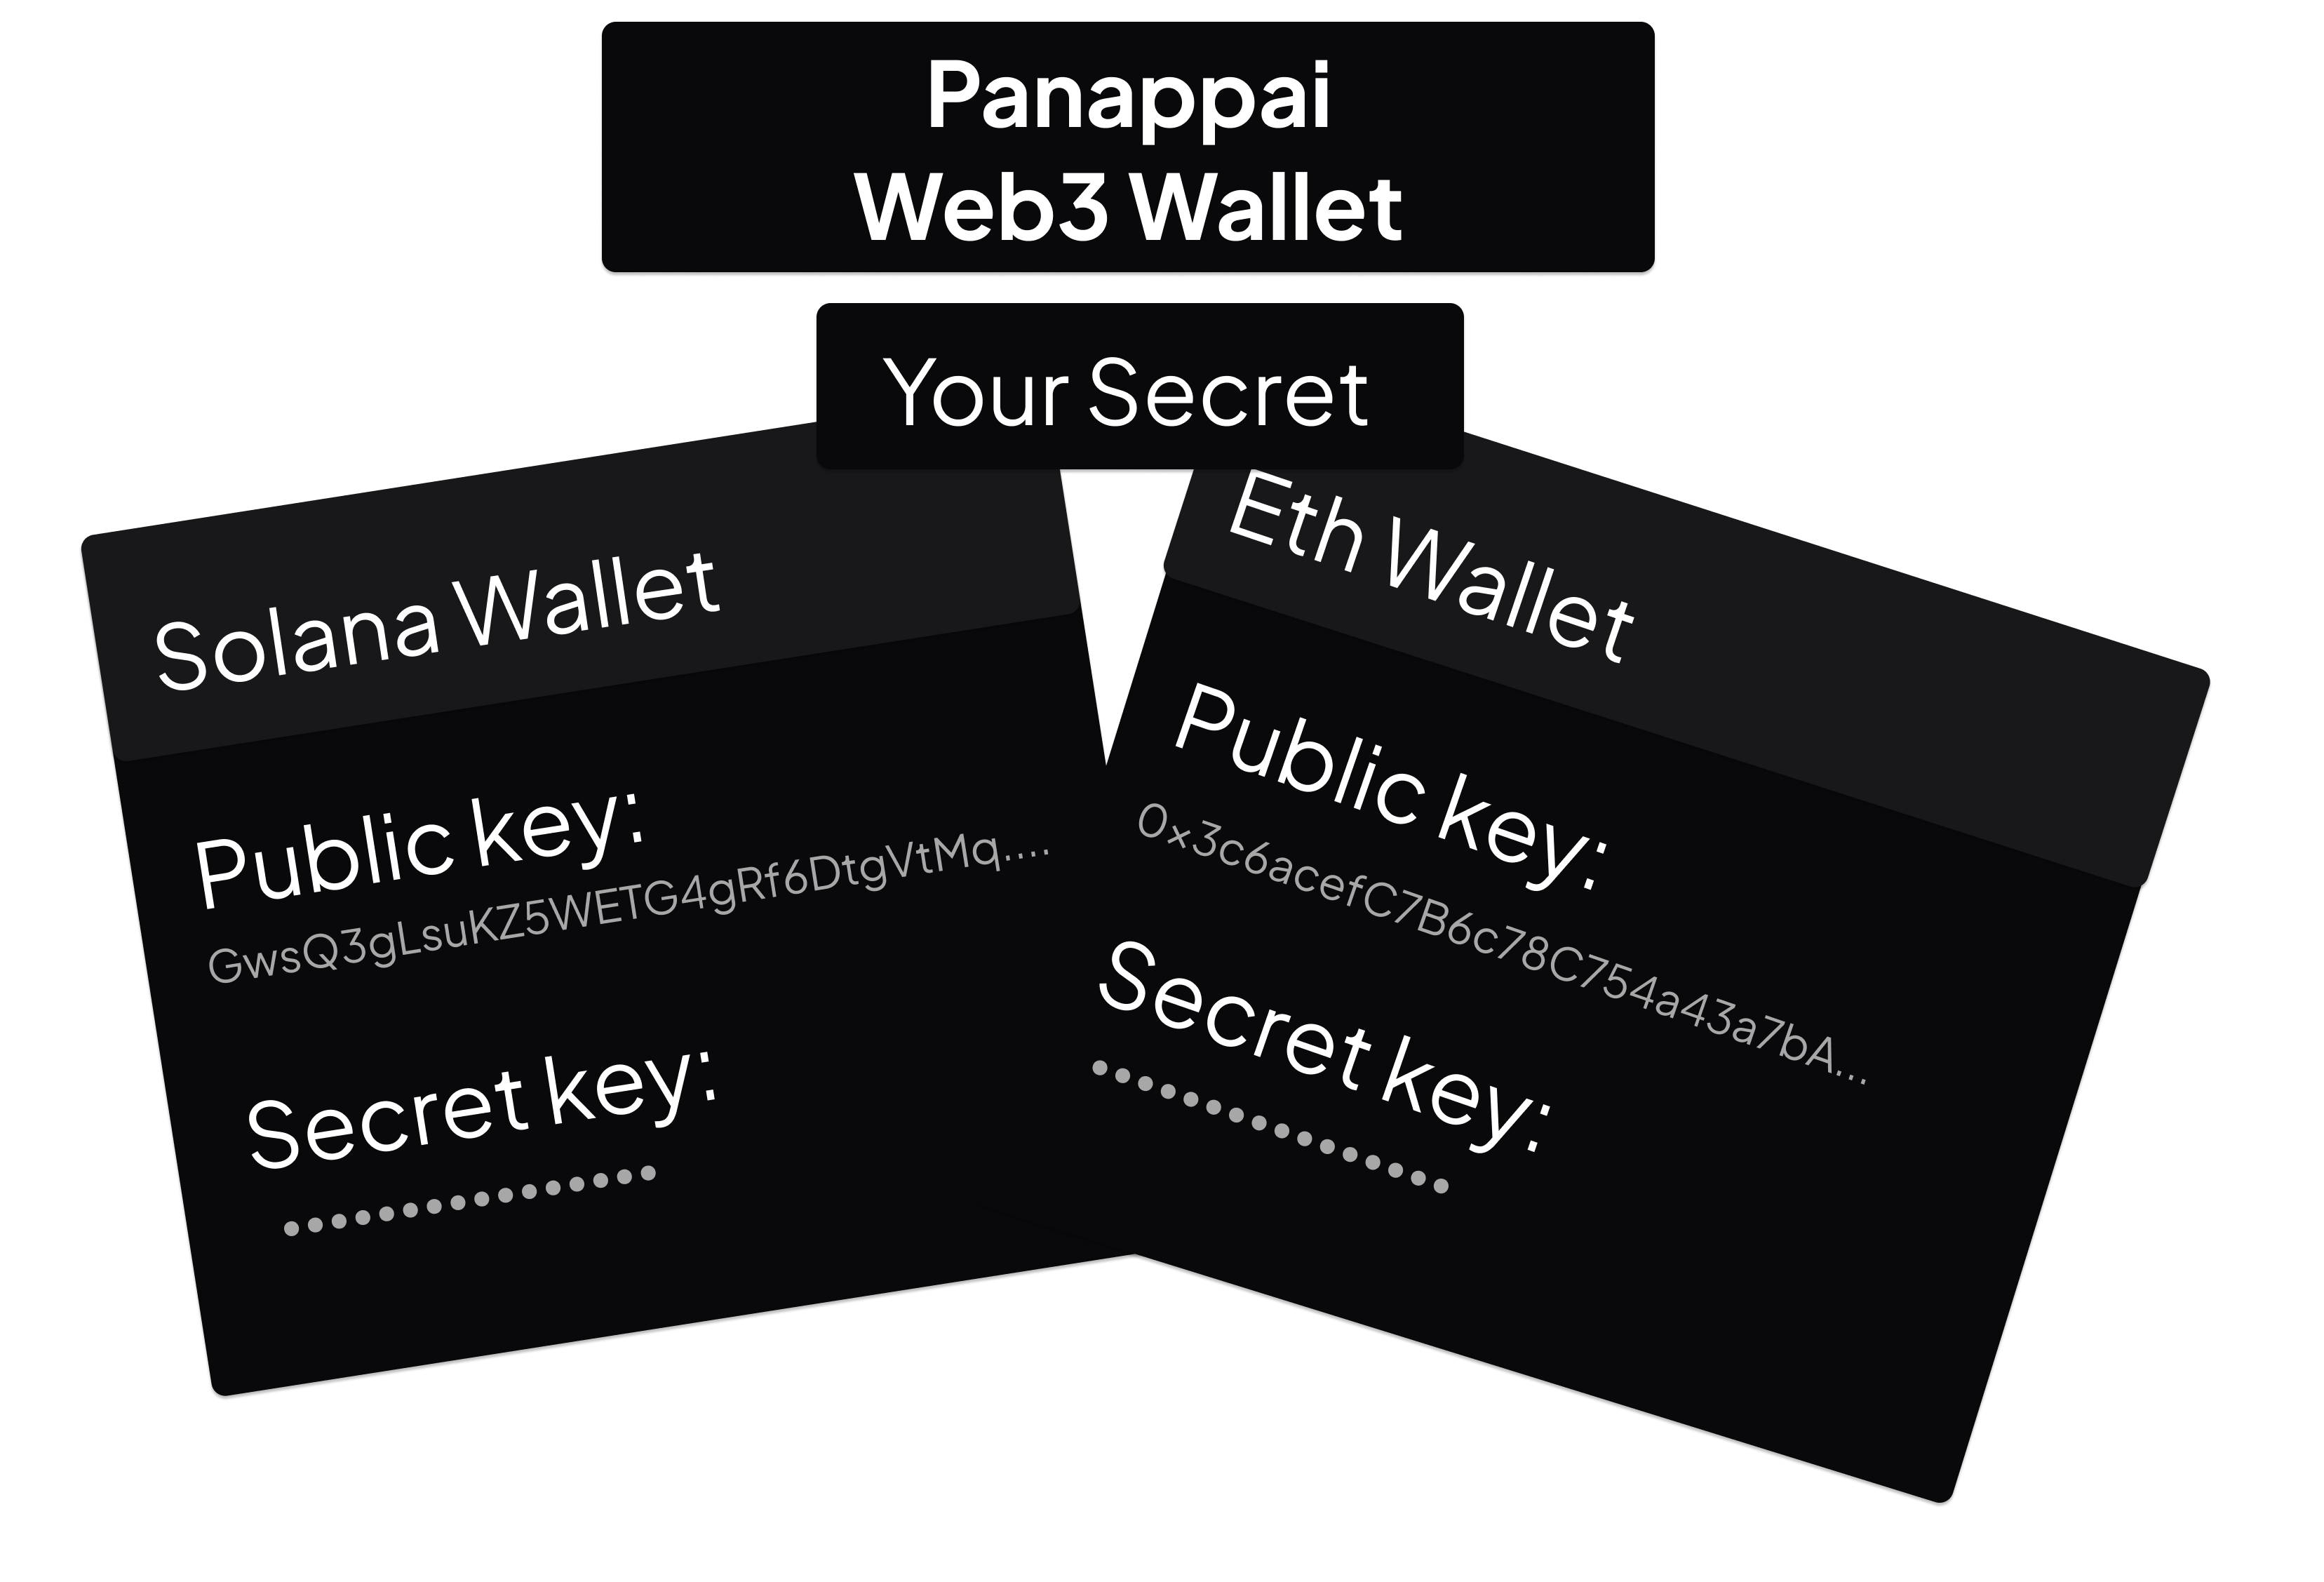 Panappai
Web3 Wallet
Your Secret
Solana Wallet
Public key:
GwsQ3gLsuKZ5WETG4gRf6DtgVtMq....
Secret key:
••••••••••••••••
Eth Wallet
Public key:
0x3c6acefC7B6c78C754a43a7bA...
Secret key:
••••••••••••••••